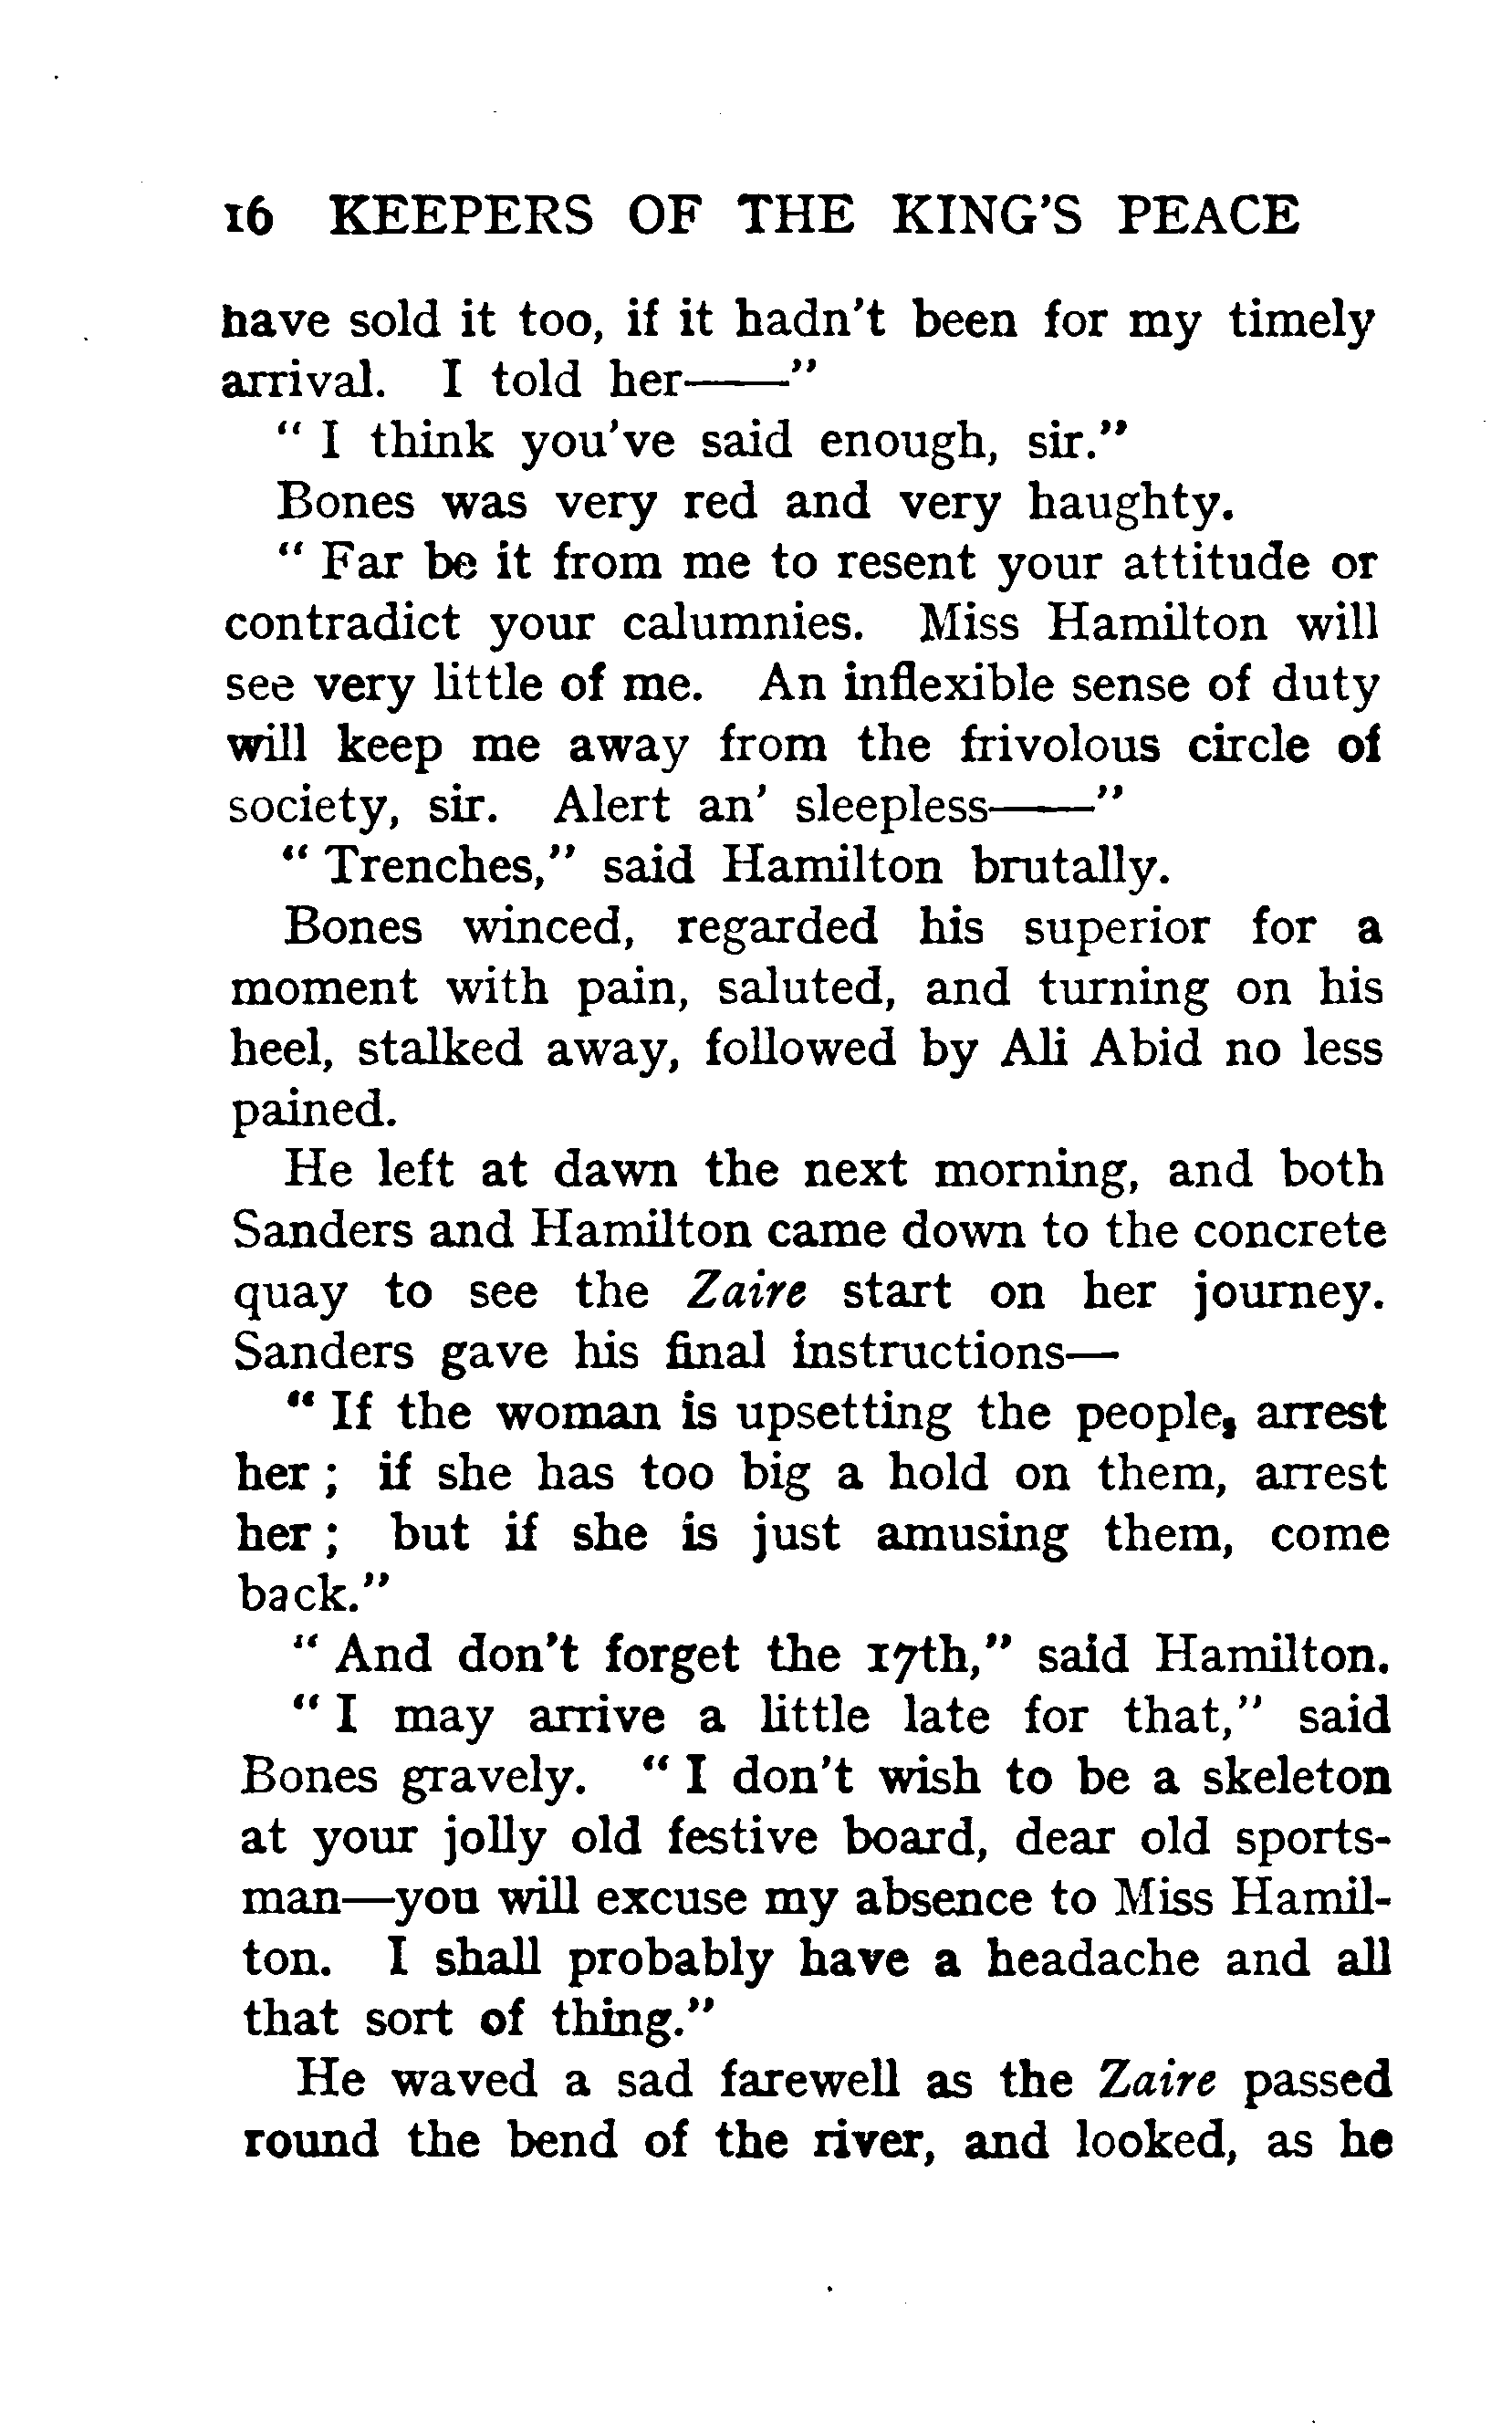 16 KEEPERS OF THE KING'S PEACE
have sold it too, if it hadn't been for my timely
arrival. I told her——"
" I think you've said enough, sir."
Bones was very red and very haughty.
" Far be it from me to resent your attitude or
contradict your calumnies. Miss Hamilton will
see very little of me. An inflexible sense of duty
will keep me away from the frivolous circle of
society, sir. Alert an' sleepless——"
" Trenches," said Hamilton brutally.
Bones winced, regarded his superior for a
moment with pain, saluted, and turning on his
heel, stalked away, followed by Ali Abid no less
pained.
He left at dawn the next morning, and both
Sanders and Hamilton came down to the concrete
quay to see the Zaire start on her journey.
Sanders gave his final instructions—
" If the woman is upsetting the people, arrest
her ; if she has too big a hold on them, arrest
her ; but if she is just amusing them, come
back."
" And don't forget the 17th," said Hamilton.
" I may arrive a little late for that," said
Bones gravely. " I don't wish to be a skeleton
at your jolly old festive board, dear old sports-
man—you will excuse my absence to Miss Hamil-
ton. I shall probably have a headache and all
that sort of thing."
He waved a sad farewell as the Zaire passed
round the bend of the river, and looked, as he